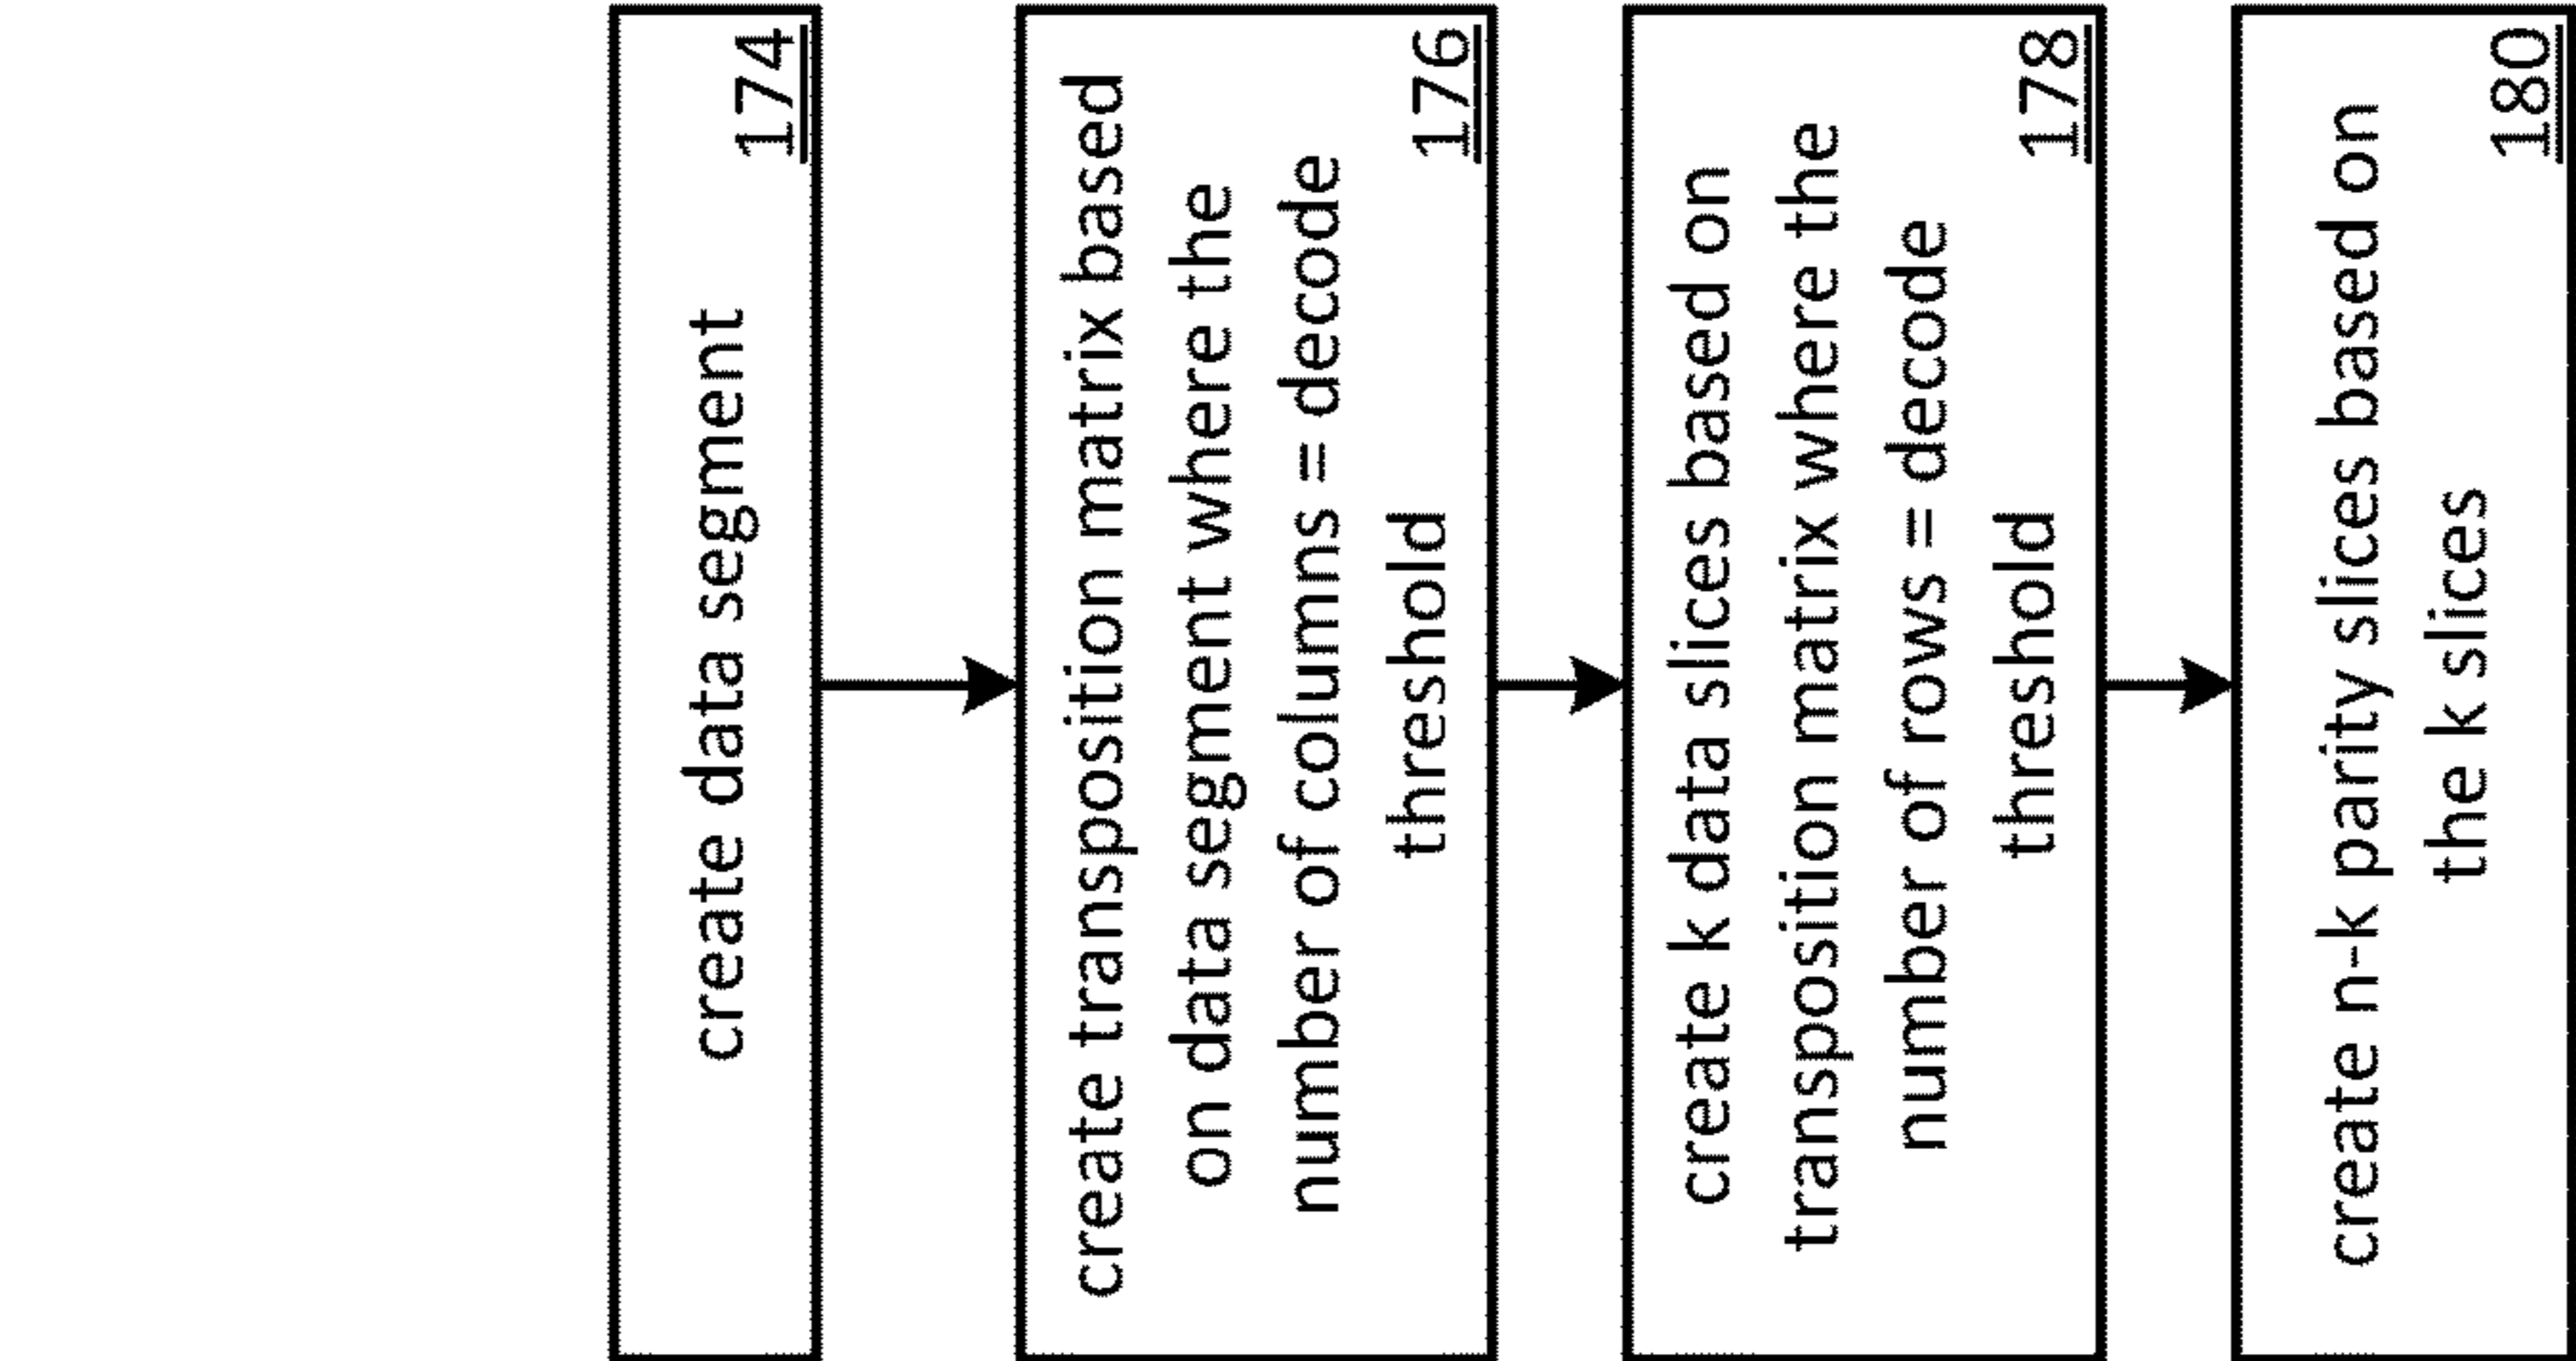 create data segment
174
create transposition matrix based
on data segment where the
number of columns = decode
threshold
176
create k data slices based on
transposition matrix where the
number of rows = decode
threshold
178
create n-k parity slices based on
the k slices
180